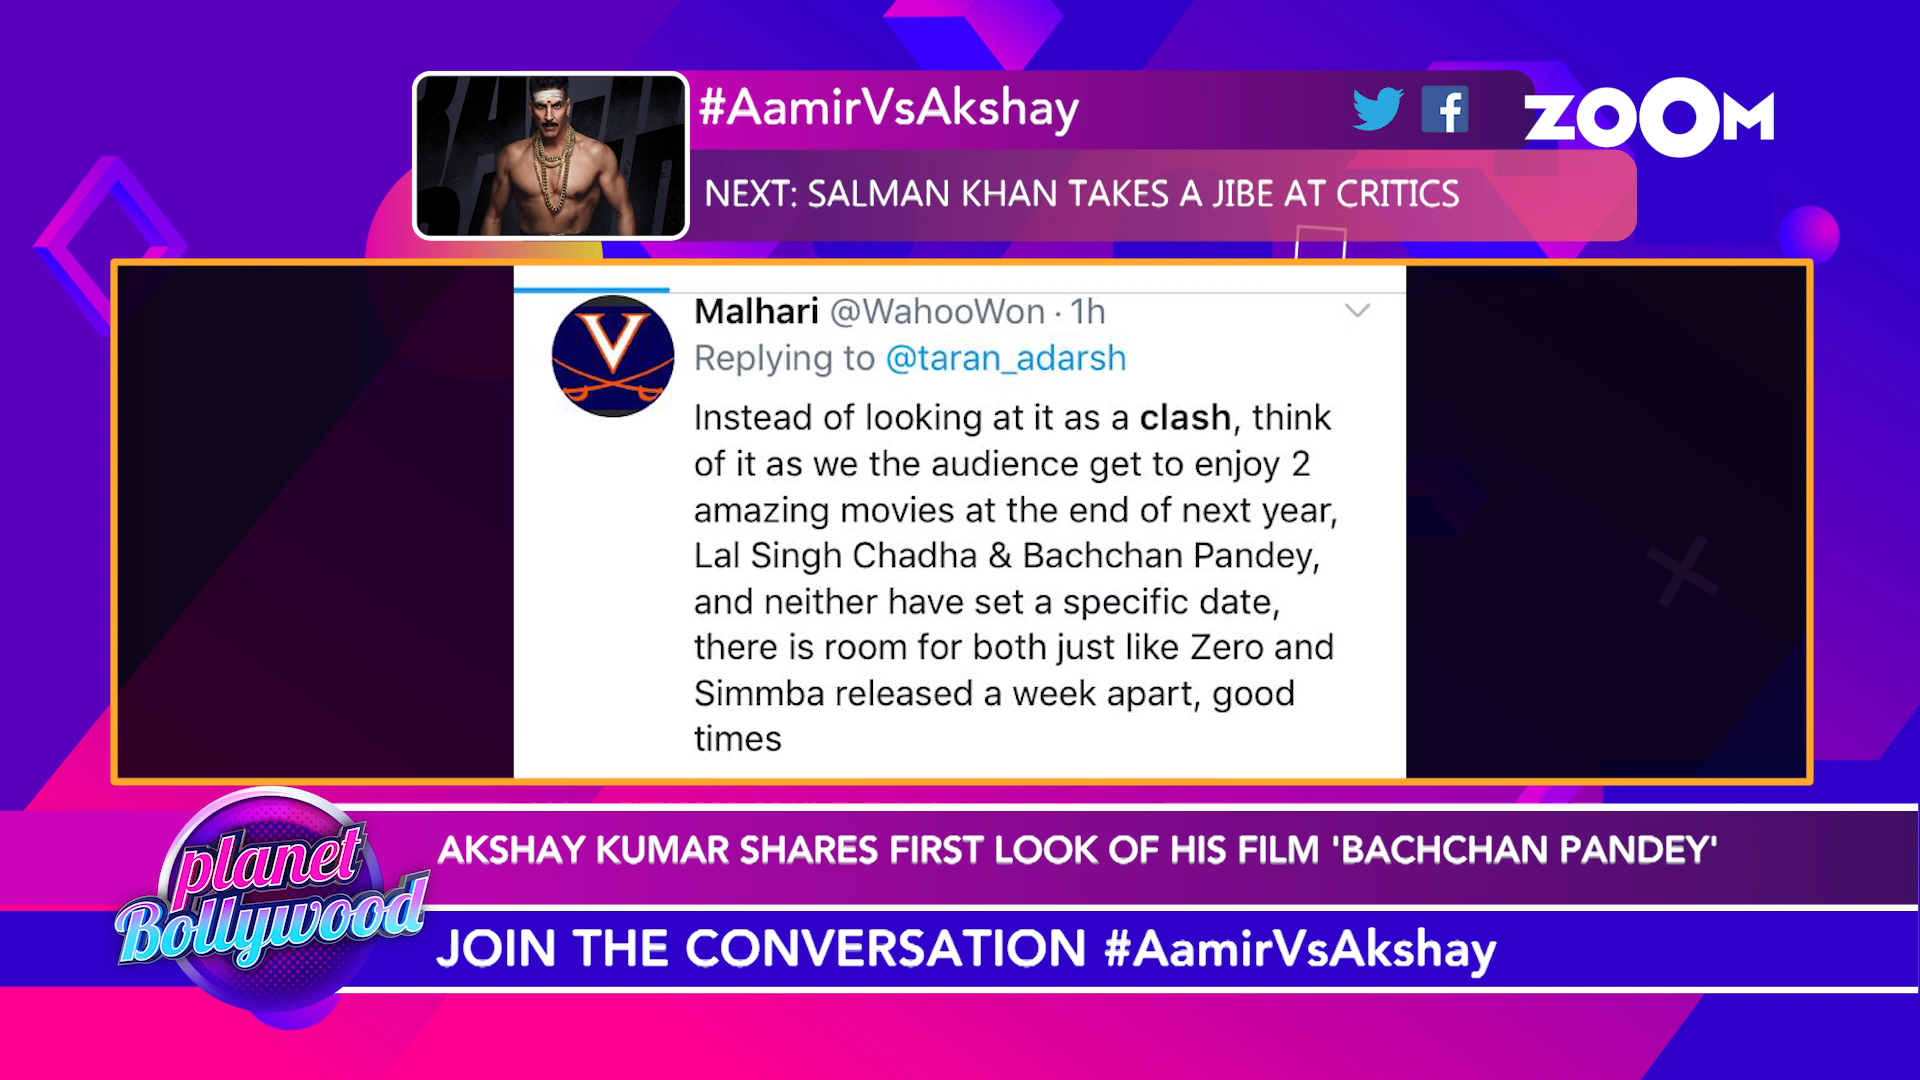 #AamirVsAkshay
f
ZOOM
NEXT: SALMAN KHAN TAKES A JIBE AT CRITICS
Malhari @WahooWon · 1h
Replying to @taran_adarsh
V
Instead of looking at it as a clash, think
of it as we the audience get to enjoy 2
amazing movies at the end of next year,
Lal Singh Chadha & Bachchan Pandey,
and neither have set a specific date,
there is room for both just like Zero and
Simmba released a week apart, good
times
planet
Bollywood
AKSHAY KUMAR SHARES FIRST LOOK OF HIS FILM 'BACHCHAN PANDEY'
JOIN THE CONVERSATION #AamirVsAkshay